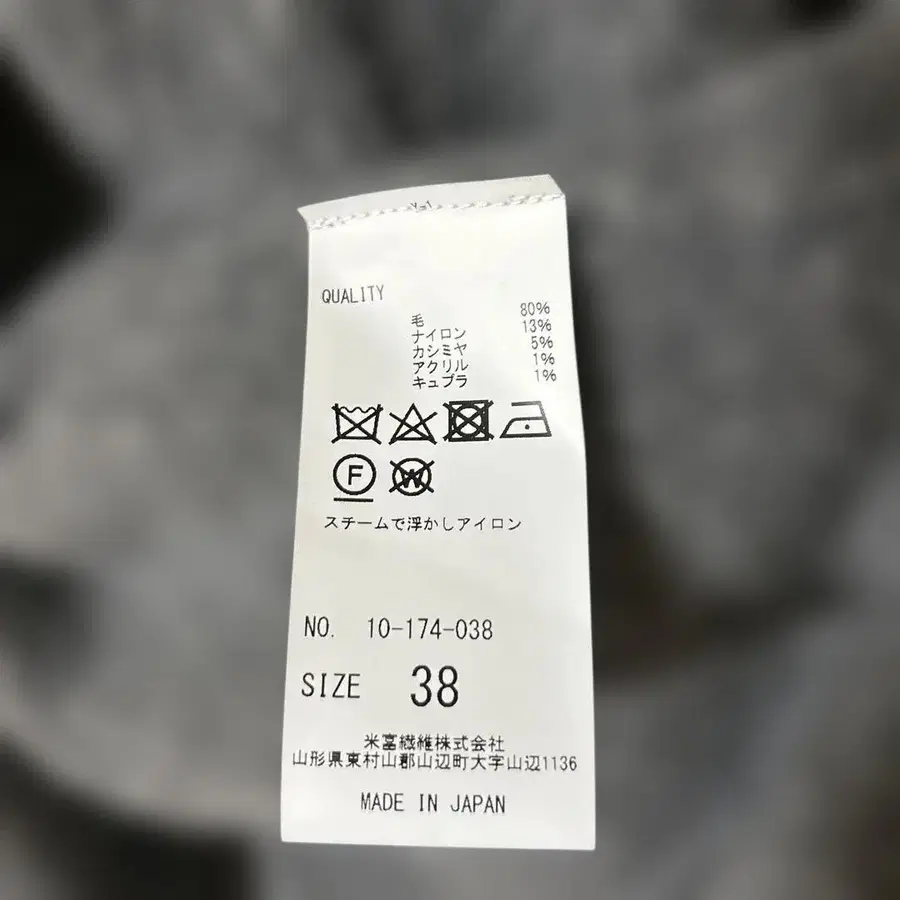 Y-1
QUALITY
毛 80%
ナイロン 13%
カシミヤ 5%
アクリル 1%
キュプラ 1%
F W
スチームで浮かしアイロン
NO. 10-174-038
SIZE 38
米富繊維株式会社
山形県東村山郡山辺町大字山辺1136
MADE IN JAPAN